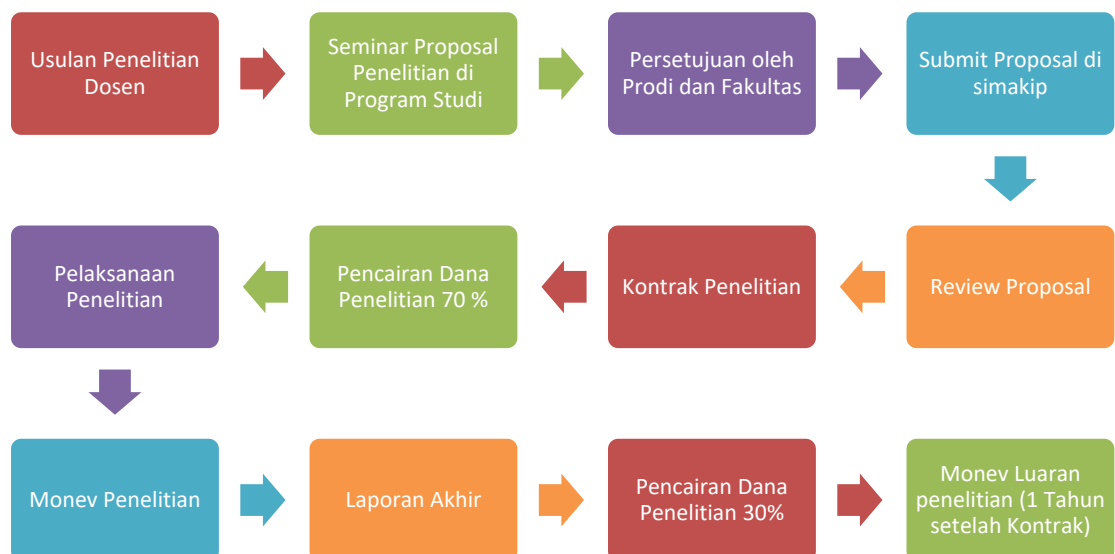 Usulan Penelitian
Dosen
Seminar Proposal
Penelitian di
Program Studi
Persetujuan oleh
Prodi dan Fakultas
Submit Proposal di
simakip
Review Proposal
Kontrak Penelitian
Pencairan Dana
Penelitian 70 %
Pelaksanaan
Penelitian
Monev Penelitian
Laporan Akhir
Pencairan Dana
Penelitian 30%
Monev Luaran
penelitian (1 Tahun
setelah Kontrak)